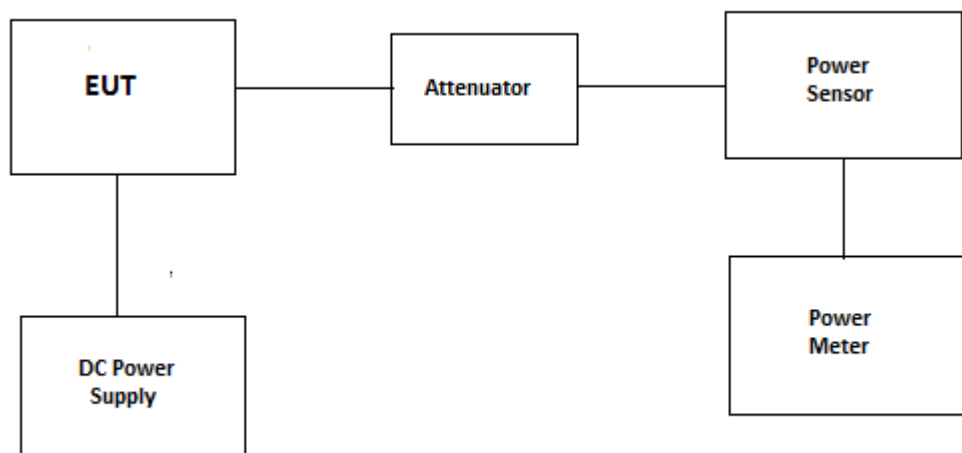 EUT
Attenuator
Power
Sensor
DC Power
Supply
Power
Meter